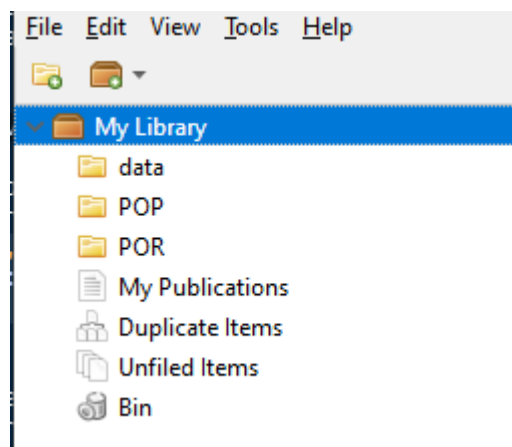 File Edit View Tools Help
My Library
data
POP
POR
My Publications
Duplicate Items
Unfiled Items
Bin